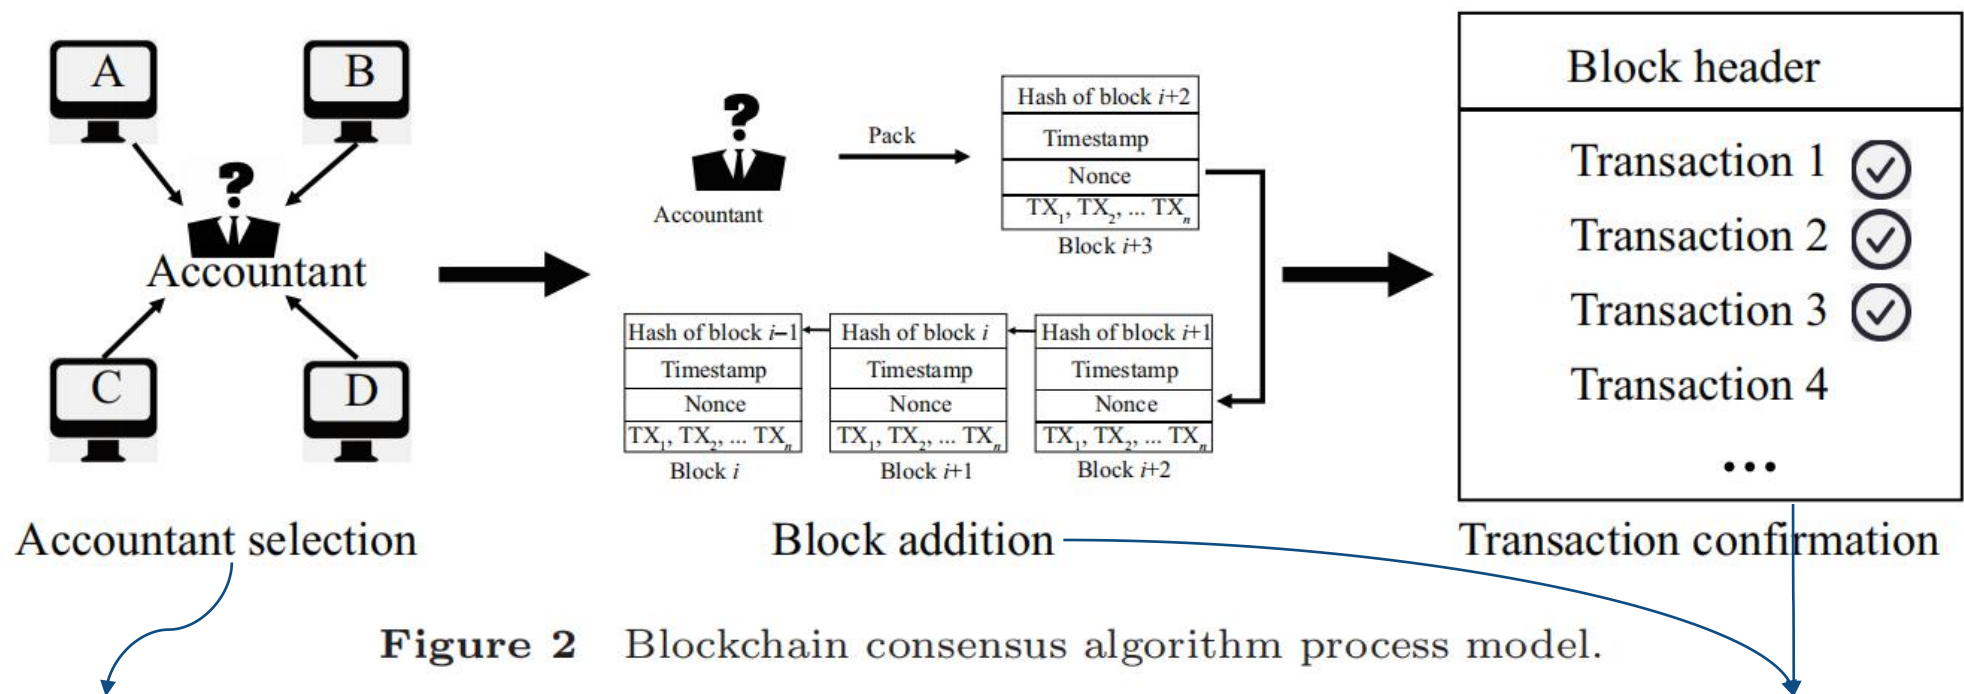 A
B
?
Accountant
C
D
Accountant selection
?
Accountant
Pack
Hash of block i+2
Timestamp
Nonce
TX1, TX2, ... TXn
Block i+3
Hash of block i–1
Timestamp
Nonce
TX1, TX2, ... TXn
Block i
Hash of block i
Timestamp
Nonce
TX1, TX2, ... TXn
Block i+1
Hash of block i+1
Timestamp
Nonce
TX1, TX2, ... TXn
Block i+2
Block addition
Block header
Transaction 1
Transaction 2
Transaction 3
Transaction 4
...
Transaction confirmation
Figure 2 Blockchain consensus algorithm process model.